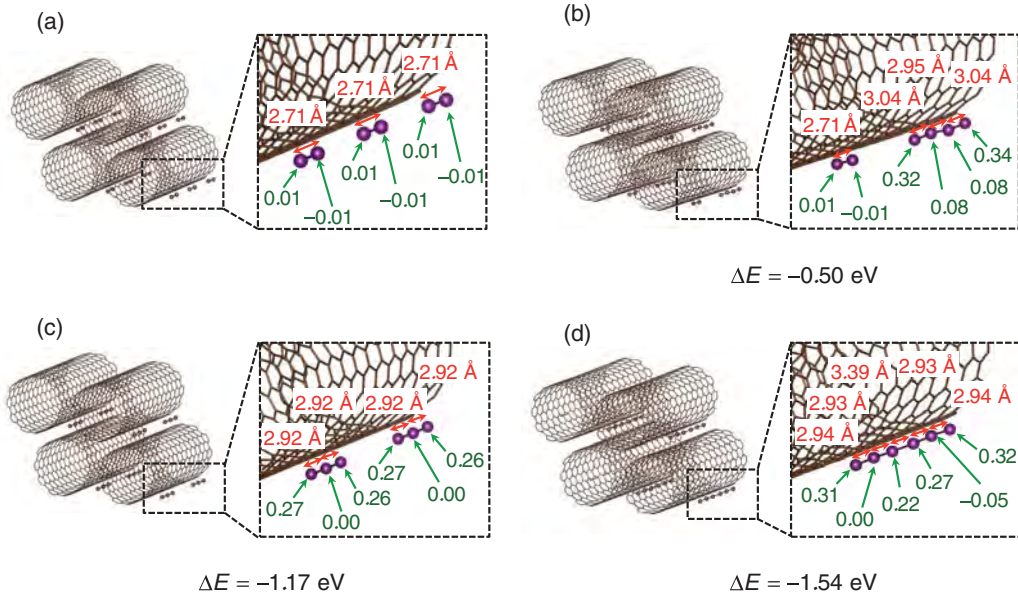 (a)
2.71 Å
2.71 Å
2.71 Å
0.01
–0.01
0.01
–0.01
0.01
–0.01
(b)
2.95 Å
3.04 Å
3.04 Å
2.71 Å
0.01
–0.01
0.32
0.08
0.08
0.34
ΔE = –0.50 eV
(c)
2.92 Å
2.92 Å
2.92 Å
2.92 Å
0.27
0.00
0.26
0.27
0.00
0.26
ΔE = –1.17 eV
(d)
3.39 Å
2.93 Å
2.93 Å
2.94 Å
2.94 Å
0.31
0.00
0.22
0.27
–0.05
0.32
ΔE = –1.54 eV